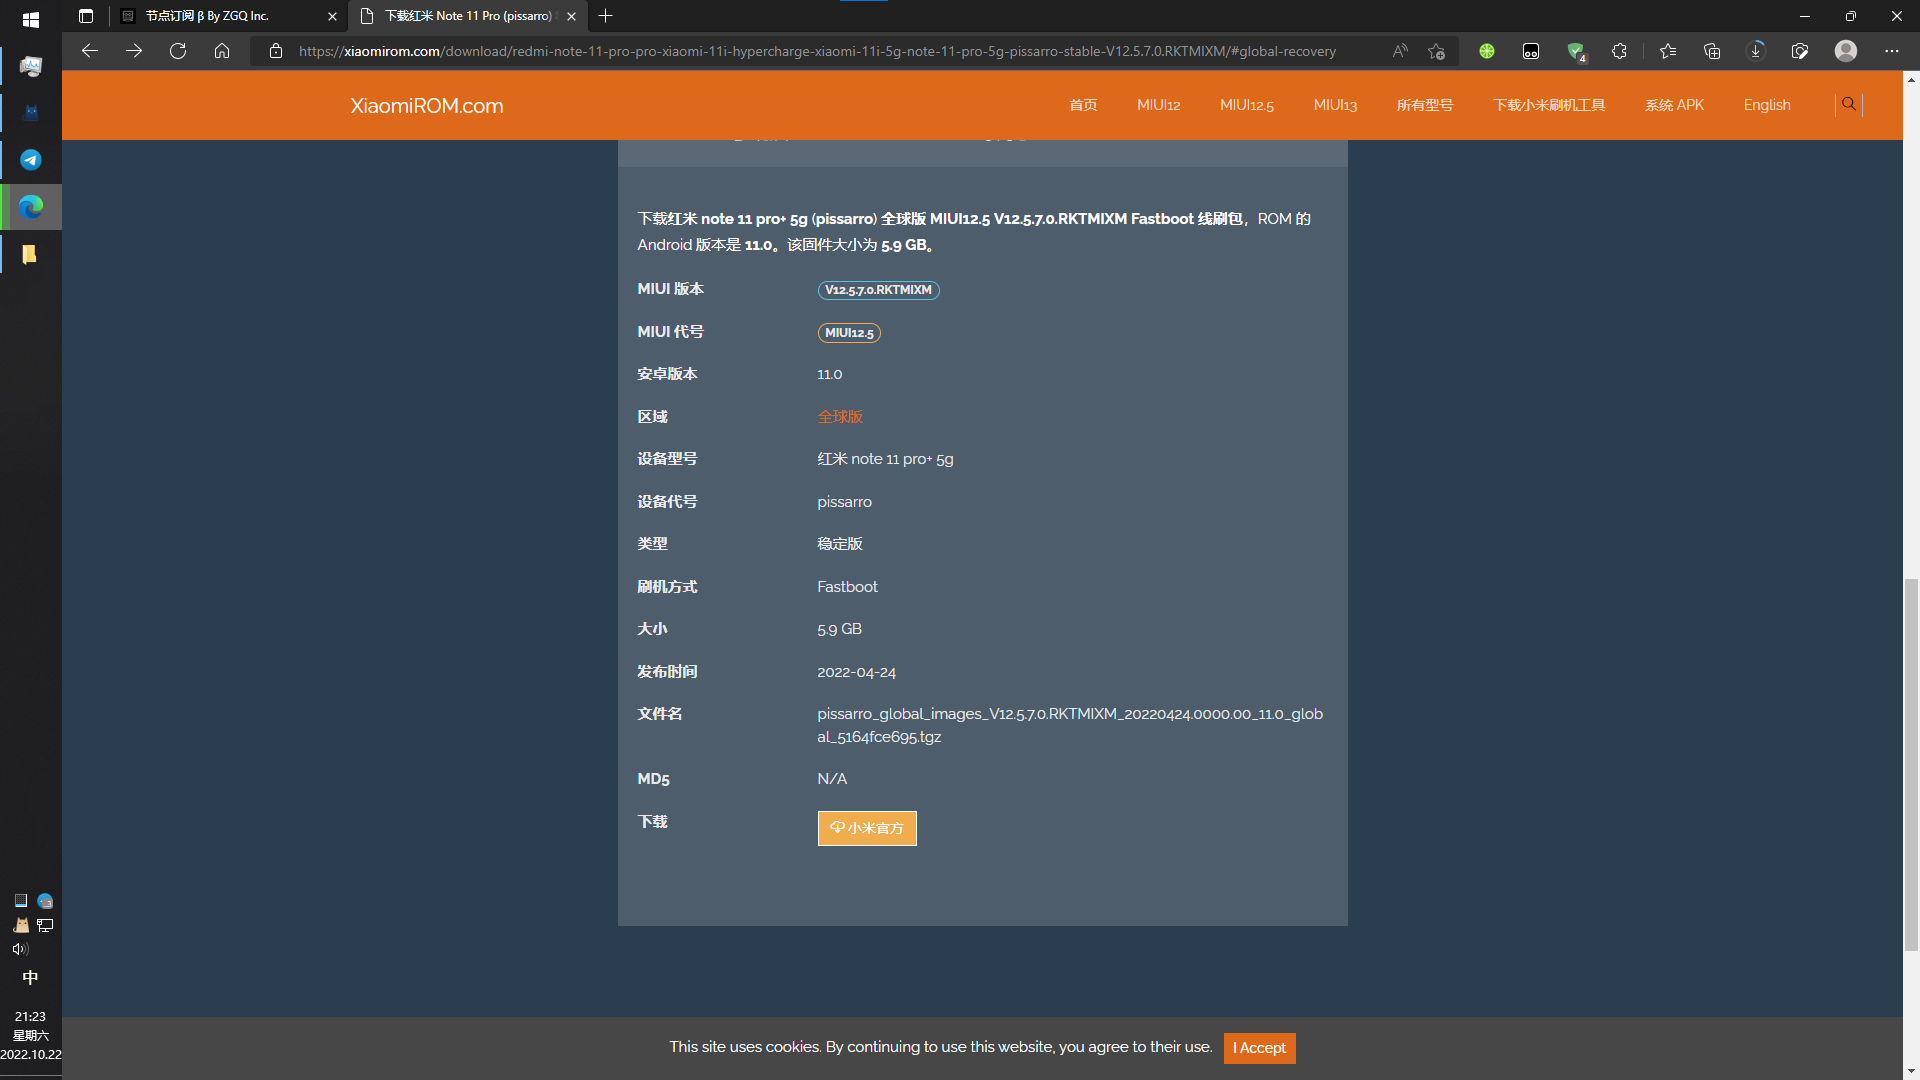 节点订阅 β By ZGQ Inc.
下载红米 Note 11 Pro (pissarro)
https://xiaomirom.com/download/redmi-note-11-pro-pro-xiaomi-11i-hypercharge-xiaomi-11i-5g-note-11-pro-5g-pissarro-stable-V12.5.7.0.RKTMIXM/#global-recovery
4
XiaomiROM.com
首页
MIUI12
MIUI12.5
MIUI13
所有型号
下载小米刷机工具
系统 APK
English
下载红米 note 11 pro+ 5g (pissarro) 全球版 MIUI12.5 V12.5.7.0.RKTMIXM Fastboot 线刷包，ROM 的
Android 版本是 11.0。该固件大小为 5.9 GB。
MIUI 版本
V12.5.7.0.RKTMIXM
MIUI 代号
MIUI12.5
安卓版本
11.0
区域
全球版
设备型号
红米 note 11 pro+ 5g
设备代号
pissarro
类型
稳定版
刷机方式
Fastboot
大小
5.9 GB
发布时间
2022-04-24
文件名
pissarro_global_images_V12.5.7.0.RKTMIXM_20220424.0000.00_11.0_glob
al_5164fce695.tgz
MD5
N/A
下载
小米官方
中
21:23
星期六
2022.10.22
This site uses cookies. By continuing to use this website, you agree to their use.
I Accept